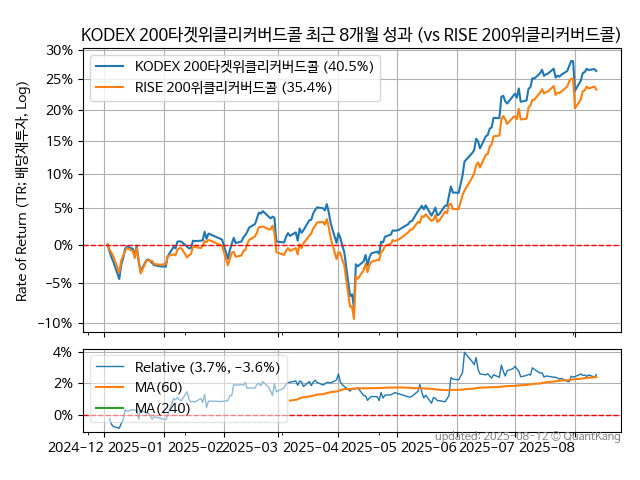 KODEX 200타겟위클리커버드콜 최근 8개월 성과 (vs RISE 200위클리커버드콜)
Rate of Return (TR: 배당재투자, Log)
30%
25%
20%
15%
10%
5%
0%
−5%
−10%
KODEX 200타겟위클리커버드콜 (40.5%)
RISE 200위클리커버드콜 (35.4%)
4%
2%
0%
Relative (3.7%, −3.6%)
MA(60)
MA(240)
updated: 2025-08-12 © QuantKang
2024-12 2025-01 2025-02 2025-03 2025-04 2025-05 2025-06 2025-07 2025-08